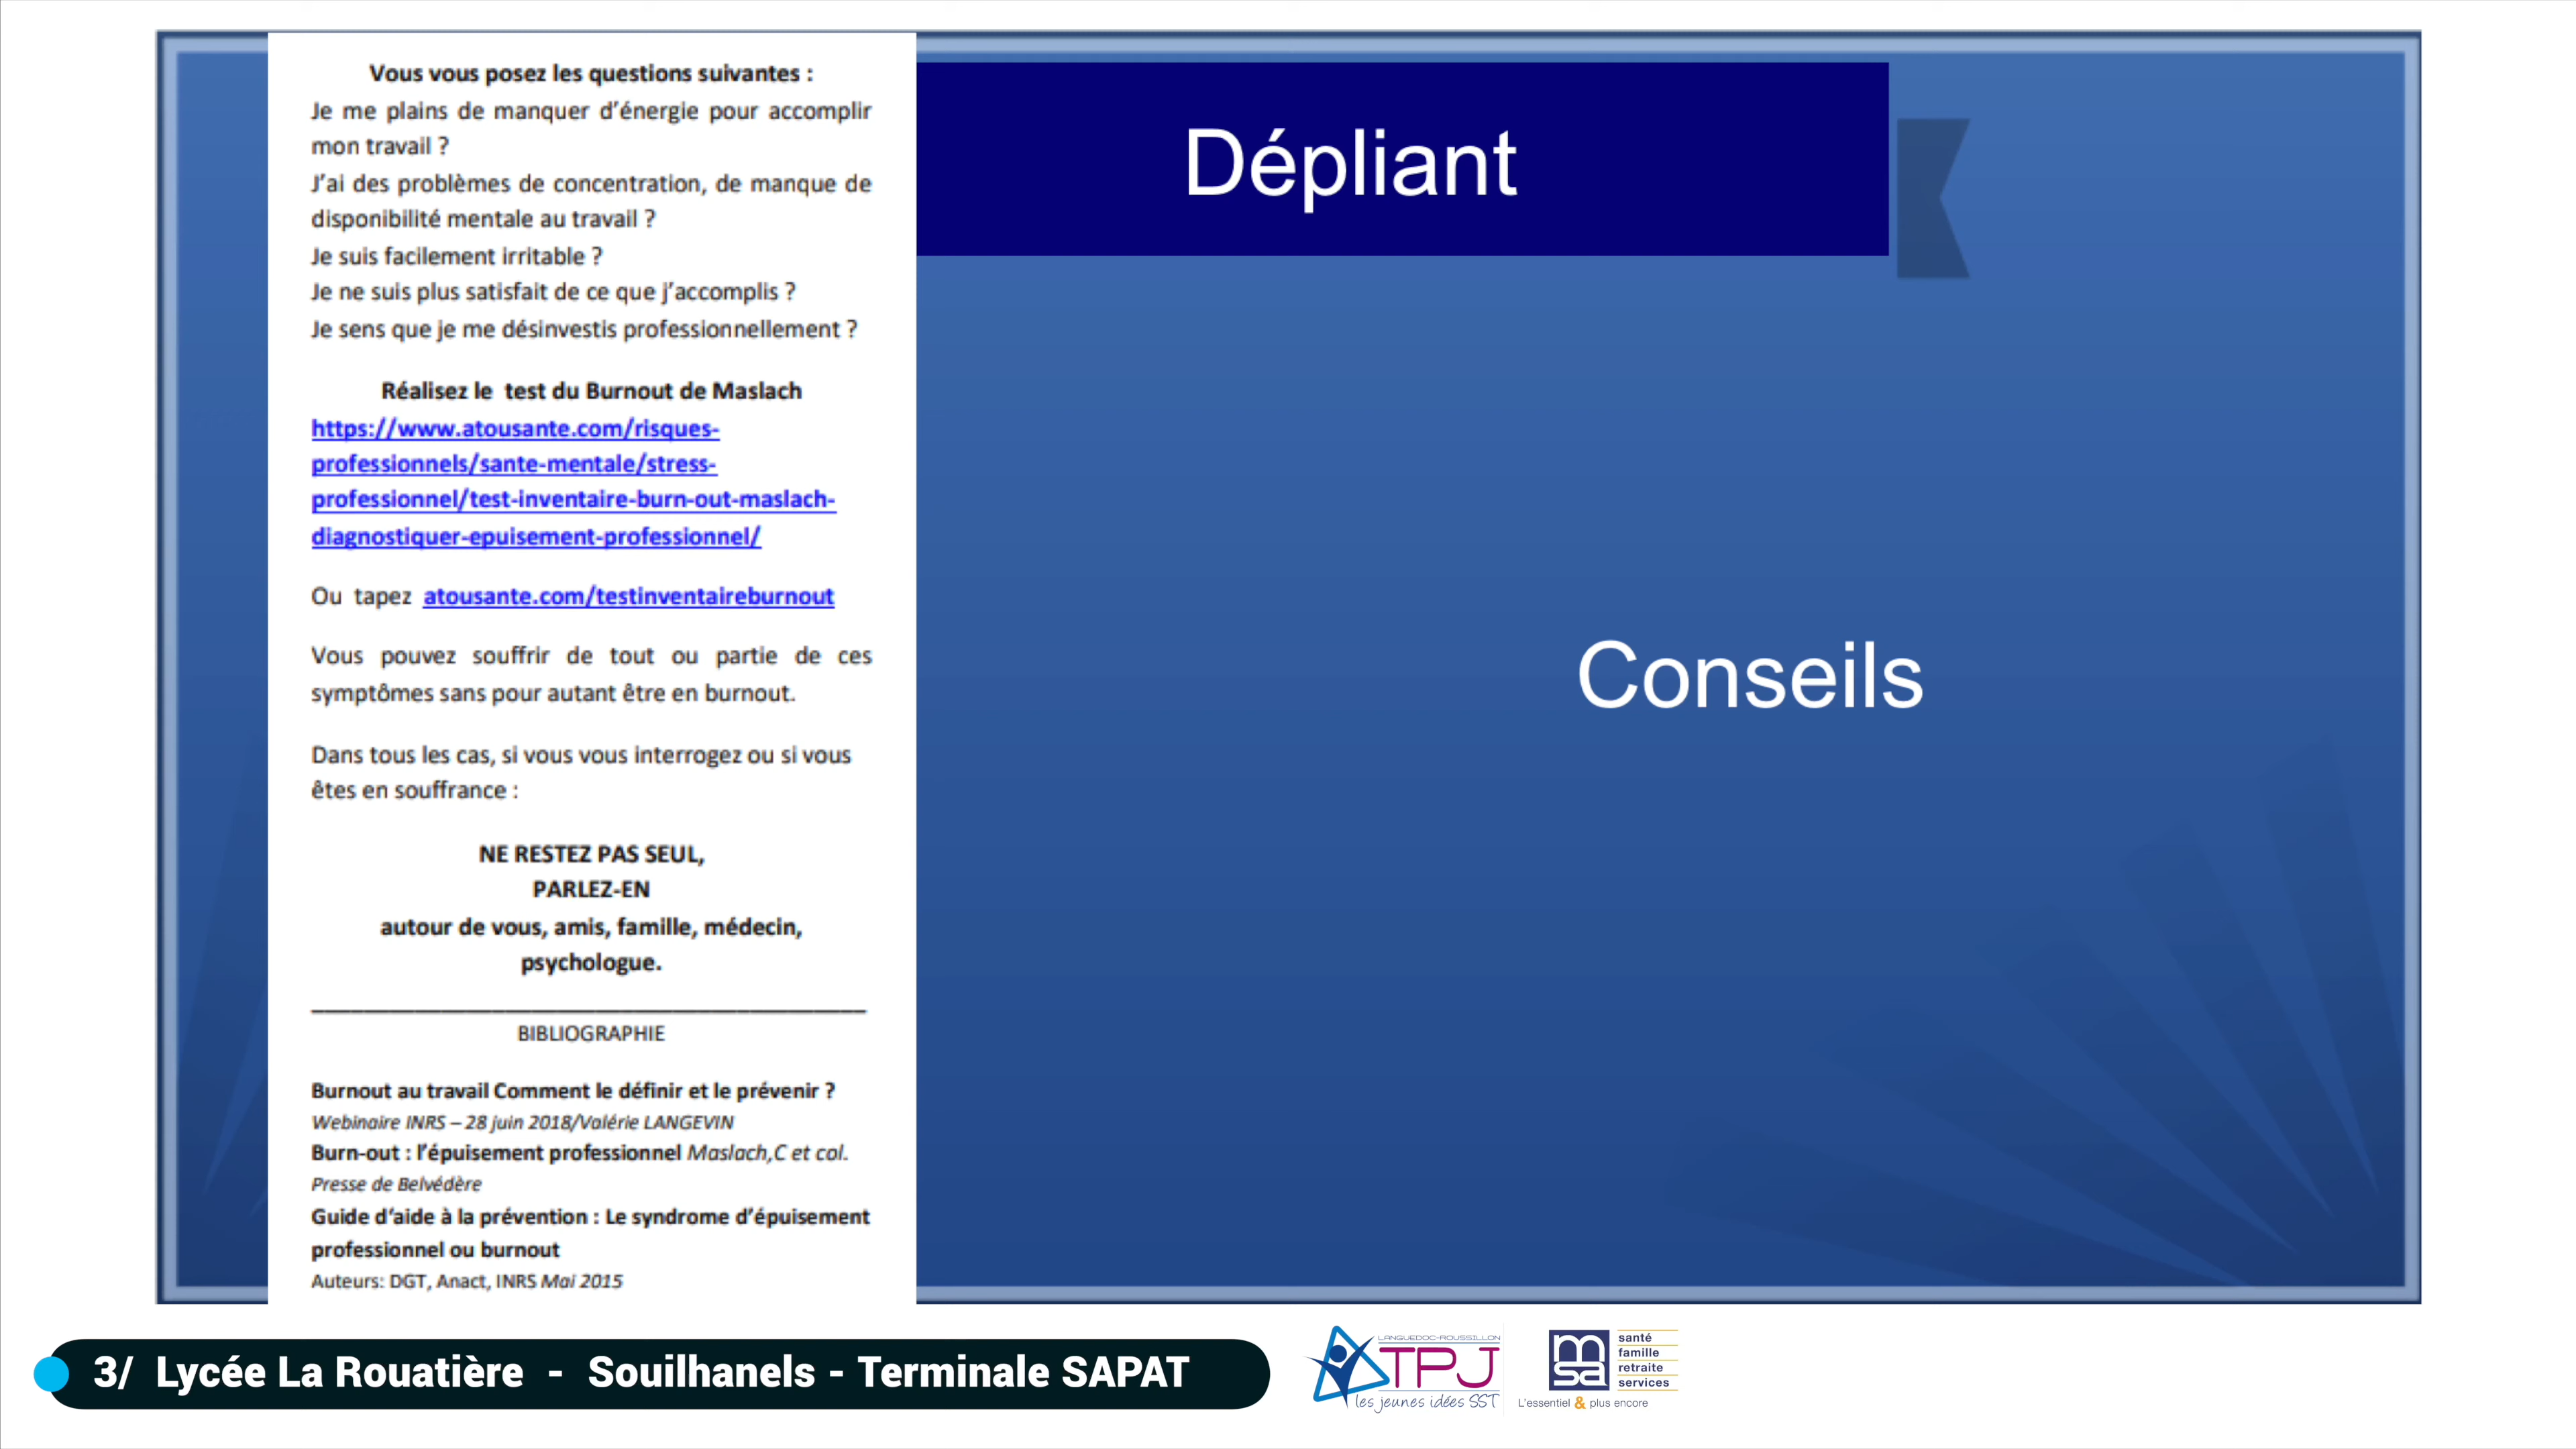 Vous vous posez les questions suivantes :
Je me plains de manquer d’énergie pour accomplir
mon travail ?
J’ai des problèmes de concentration, de manque de
disponibilité mentale au travail ?
Je suis facilement irritable ?
Je ne suis plus satisfait de ce que j’accomplis ?
Je sens que je me désinvestis professionnellement ?
Réalisez le test du Burnout de Maslach
https://www.atousante.com/risques-
professionnels/sante-mentale/stress-
professionnel/test-inventaire-burn-out-maslach-
diagnostiquer-epuisement-professionnel/
Ou tapez atousante.com/testinventaireburnout
Vous pouvez souffrir de tout ou partie de ces
symptômes sans pour autant être en burnout.
Dans tous les cas, si vous vous interrogez ou si vous
êtes en souffrance :
NE RESTEZ PAS SEUL,
PARLEZ-EN
autour de vous, amis, famille, médecin,
psychologue.
BIBLIOGRAPHIE
Burnout au travail Comment le définir et le prévenir ?
Webinaire INRS – 28 juin 2018/Valérie LANGEVIN
Burn-out : l’épuisement professionnel Maslach,C et col.
Presse de Belvédère
Guide d’aide à la prévention : Le syndrome d’épuisement
professionnel ou burnout
Auteurs: DGT, Anact, INRS Mai 2015
Dépliant
Conseils
3/ Lycée La Rouatière - Souilhanels - Terminale SAPAT
LANGUEDOC-ROUSSILLON
TPJ
les jeunes idées SST
msa
santé
famille
retraite
services
L'essentiel & plus encore